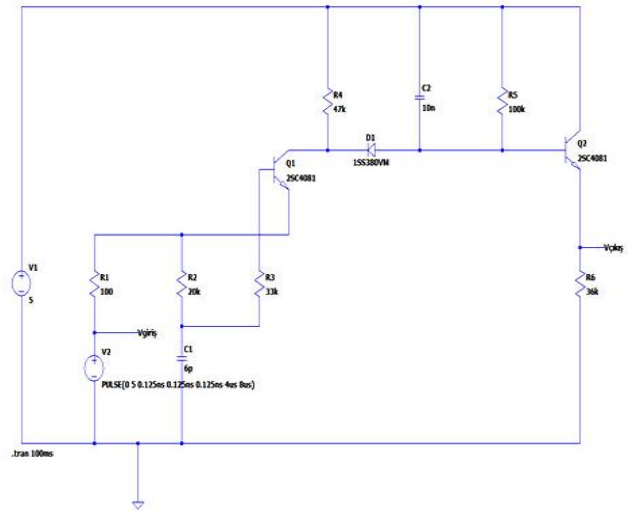 R4
47k
C2
10n
R5
100k
D1
1SS380VM
Q1
2SC4081
Q2
2SC4081
V1
5
R1
100
R2
20k
R3
33k
Vçıkış
R6
36k
Vgiriş
V2
C1
6p
PULSE(0 5 0.125ns 0.125ns 0.125ns 4us 8us)
.tran 100ms